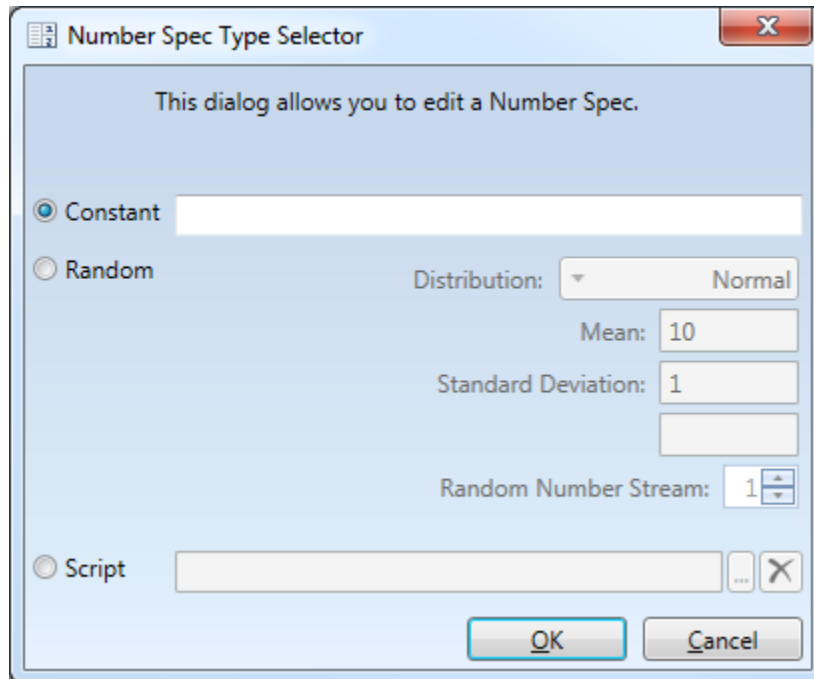 Number Spec Type Selector
This dialog allows you to edit a Number Spec.
Constant
Random
Distribution: Normal
Mean: 10
Standard Deviation: 1
Random Number Stream: 1
Script ...
OK Cancel